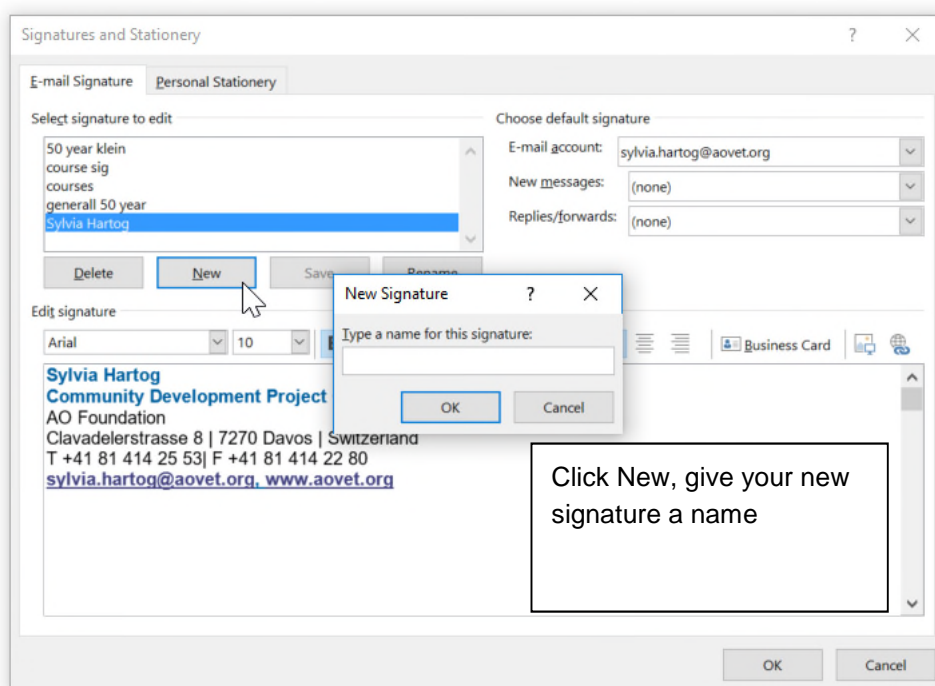 Signatures and Stationery ?
E-mail Signature Personal Stationery
Select signature to edit
50 year klein
course sig
courses
generall 50 year
Sylvia Hartog
Choose default signature
E-mail account: sylvia.hartog@aovet.org
New messages: (none)
Replies/forwards: (none)
Delete New Save Rename
New Signature ?
Type a name for this signature:
OK Cancel
Edit signature
Arial 10 Business Card
Sylvia Hartog
Community Development Project
AO Foundation
Clavadelerstrasse 8 | 7270 Davos | Switzerland
T +41 81 414 25 53| F +41 81 414 22 80
sylvia.hartog@aovet.org, www.aovet.org
Click New, give your new
signature a name
OK Cancel